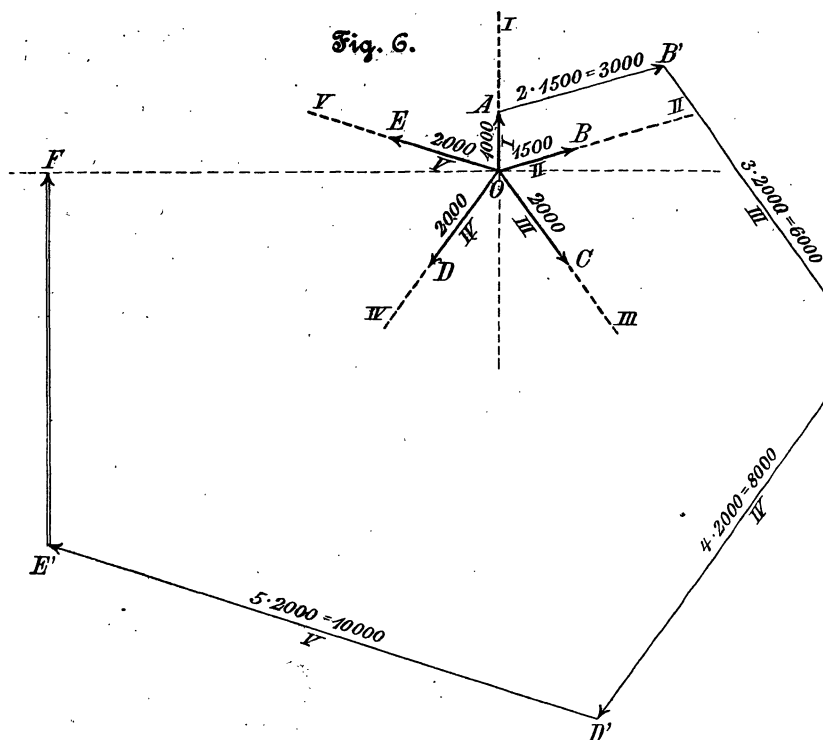 Fig. 6.
I
B'
2·1500=3000
A
V
E
II
1000
I
1500
B
2000
V
II
3·2000=6000
III
F
O
2000
IV
2000
III
D
C
IV
III
4·2000=8000
IV
E'
5·2000=10000
V
D'